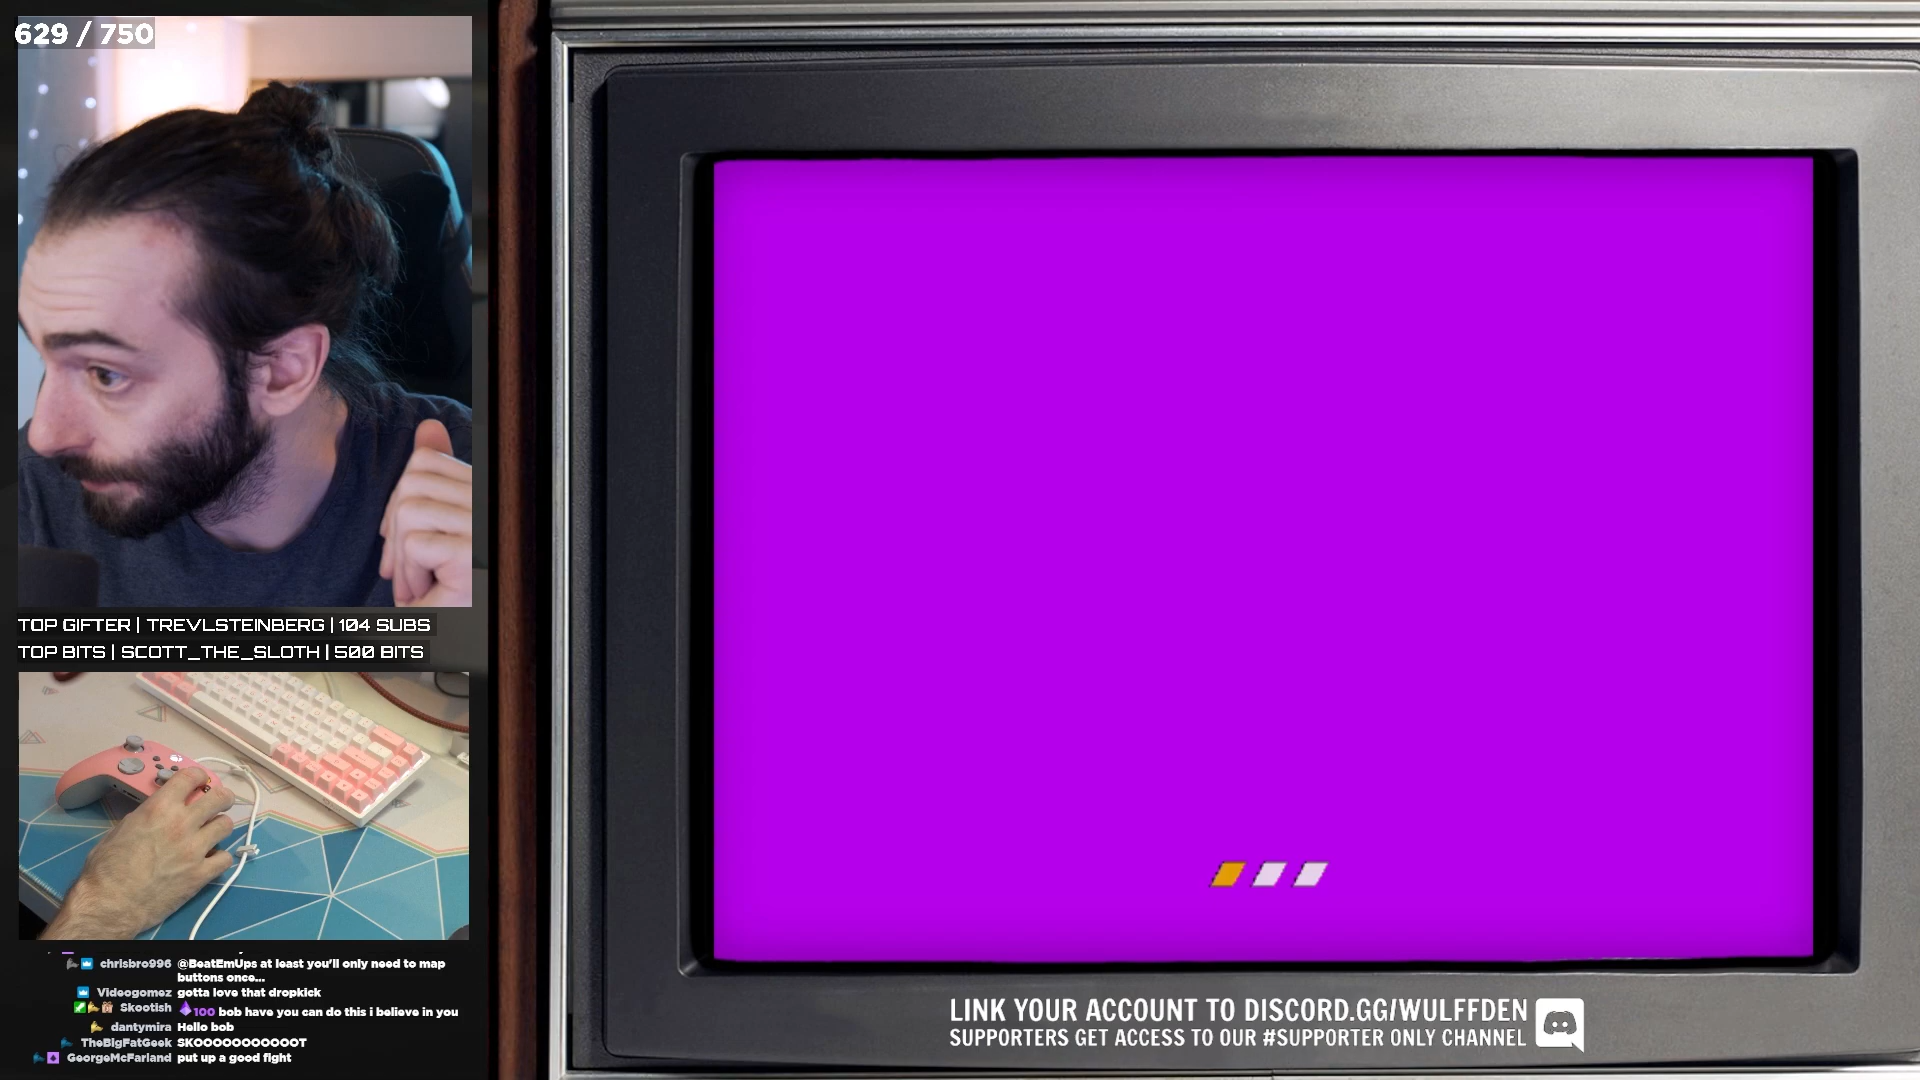 629 / 750
TOP GIFTER | TREVLSTEINBERG | 104 SUBS
TOP BITS | SCOTT_THE_SLOTH | 500 BITS
chrisbro996 @BeatEmUps at least you'll only need to map
buttons once...
Videogomez gotta love that dropkick
Skootish 100 bob have you can do this i believe in you
dantymira Hello bob
TheBigFatGeek SKOOOOOOOOOOT
GeorgeMcFarland put up a good fight
LINK YOUR ACCOUNT TO DISCORD.GG/WULFFDEN
SUPPORTERS GET ACCESS TO OUR #SUPPORTER ONLY CHANNEL